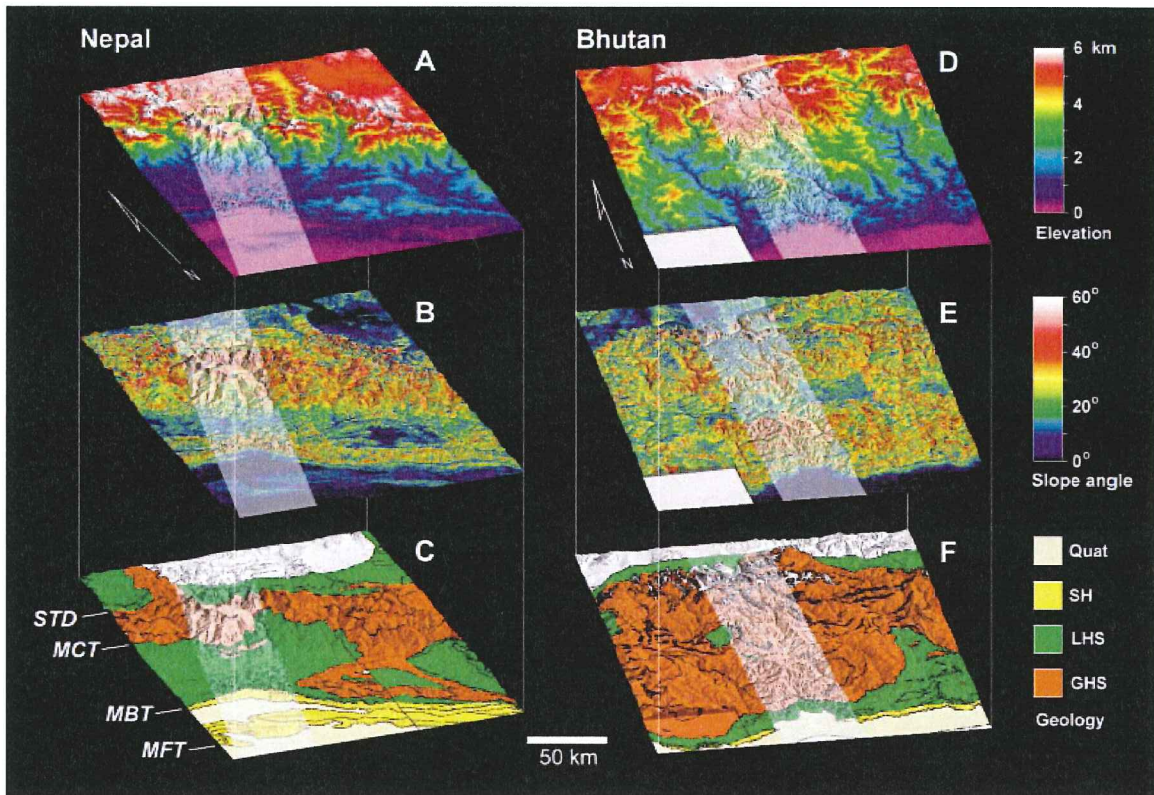 Nepal
Bhutan
A
D
6 km
4
2
0
Elevation
N
N
B
E
60°
40°
20°
0°
Slope angle
C
F
STD
MCT
MBT
MFT
50 km
Quat
SH
LHS
GHS
Geology